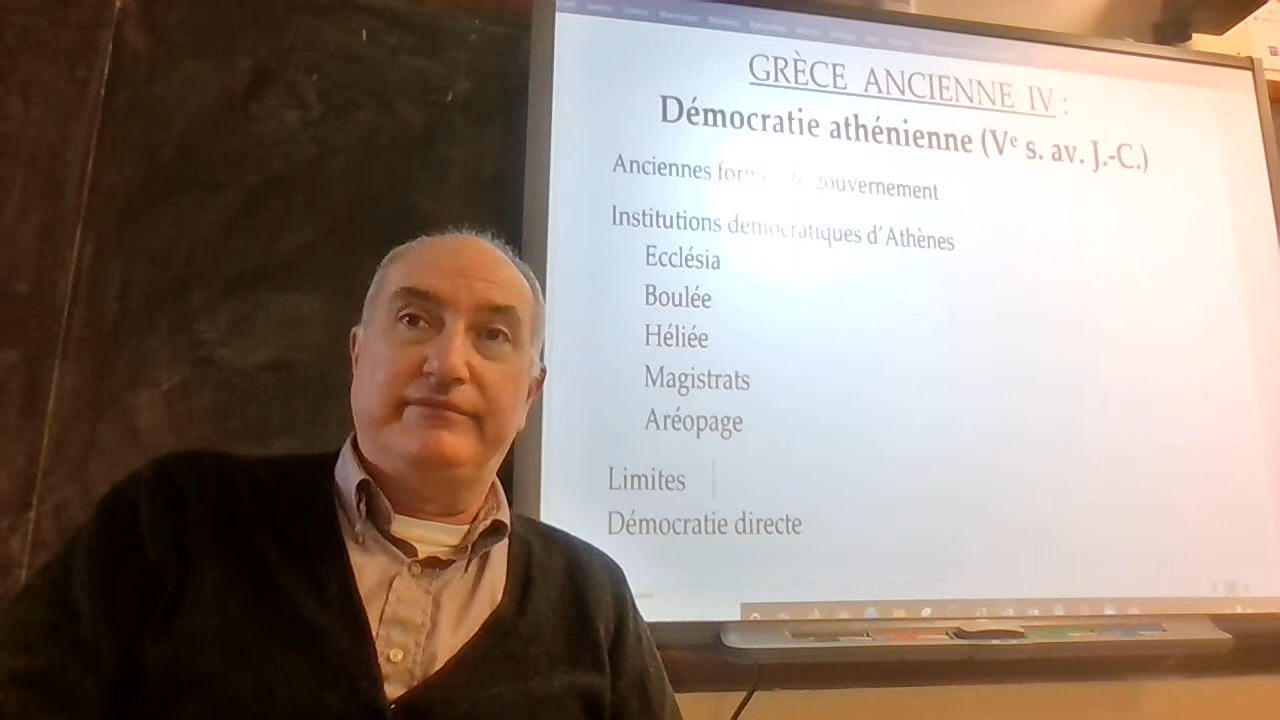 GRÈCE ANCIENNE IV :
Démocratie athénienne (Vᵉ s. av. J.-C.)
Anciennes gouvernement
Institutions démocratiques d'Athènes
Ecclésia
Boulée
Héliée
Magistrats
Aréopage
Limites
Démocratie directe